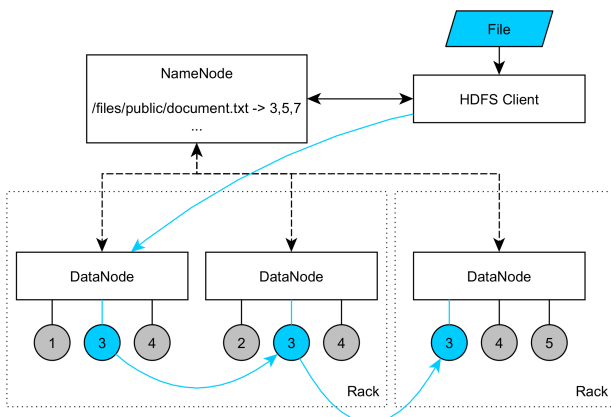 File
NameNode
/files/public/document.txt -> 3,5,7
...
HDFS Client
DataNode
DataNode
DataNode
1 3 4
2 3 4
3 4 5
Rack
Rack